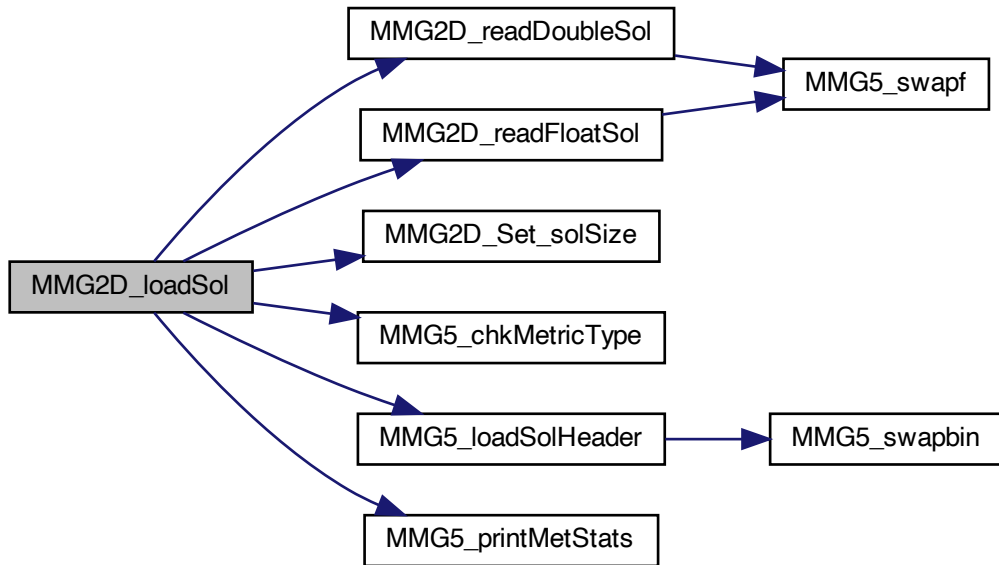 MMG2D_readDoubleSol
MMG5_swapf
MMG2D_readFloatSol
MMG2D_Set_solSize
MMG2D_loadSol
MMG5_chkMetricType
MMG5_loadSolHeader
MMG5_swapbin
MMG5_printMetStats